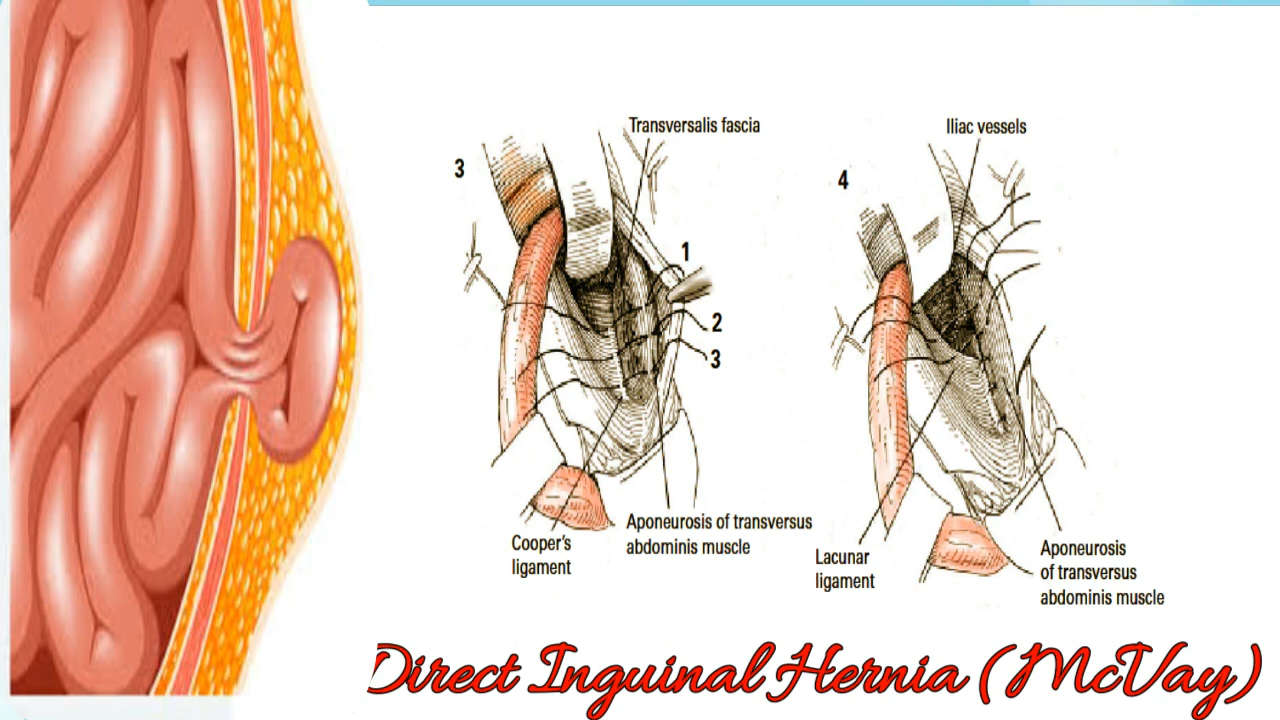 Transversalis fascia
3
1
2
3
Cooper's
ligament
Aponeurosis of transversus
abdominis muscle
Iliac vessels
4
Lacunar
ligament
Aponeurosis
of transversus
abdominis muscle
Direct Inguinal Hernia (McVay)